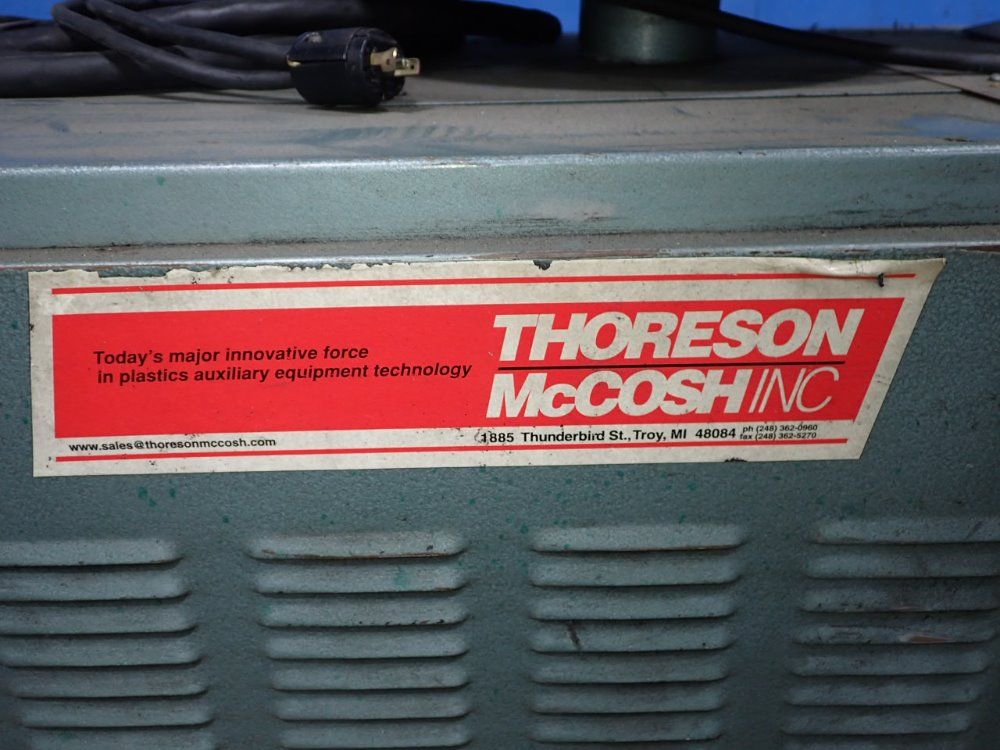 Today's major innovative force
in plastics auxiliary equipment technology
THORESON
McCOSH INC
www.sales@thoresonmccosh.com
1885 Thunderbird St., Troy, MI 48084
ph (248) 362-0960
fax (248) 362-5270